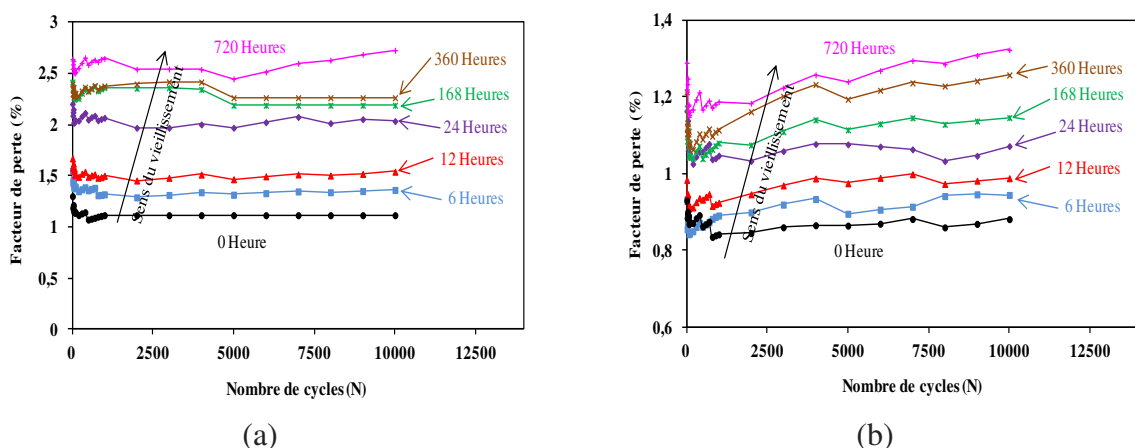 3
2,5
2
1,5
1
0,5
0
Facteur de perte (%)
720 Heures
360 Heures
168 Heures
24 Heures
12 Heures
6 Heures
0 Heure
Sens du vieillissement
0
2500
5000
7500
10000
12500
Nombre de cycles (N)
(a)
1,4
1,2
1
0,8
0,6
Facteur de perte (%)
720 Heures
360 Heures
168 Heures
24 Heures
12 Heures
6 Heures
0 Heure
Sens du vieillissement
0
2500
5000
7500
10000
12500
Nombre de cycles (N)
(b)